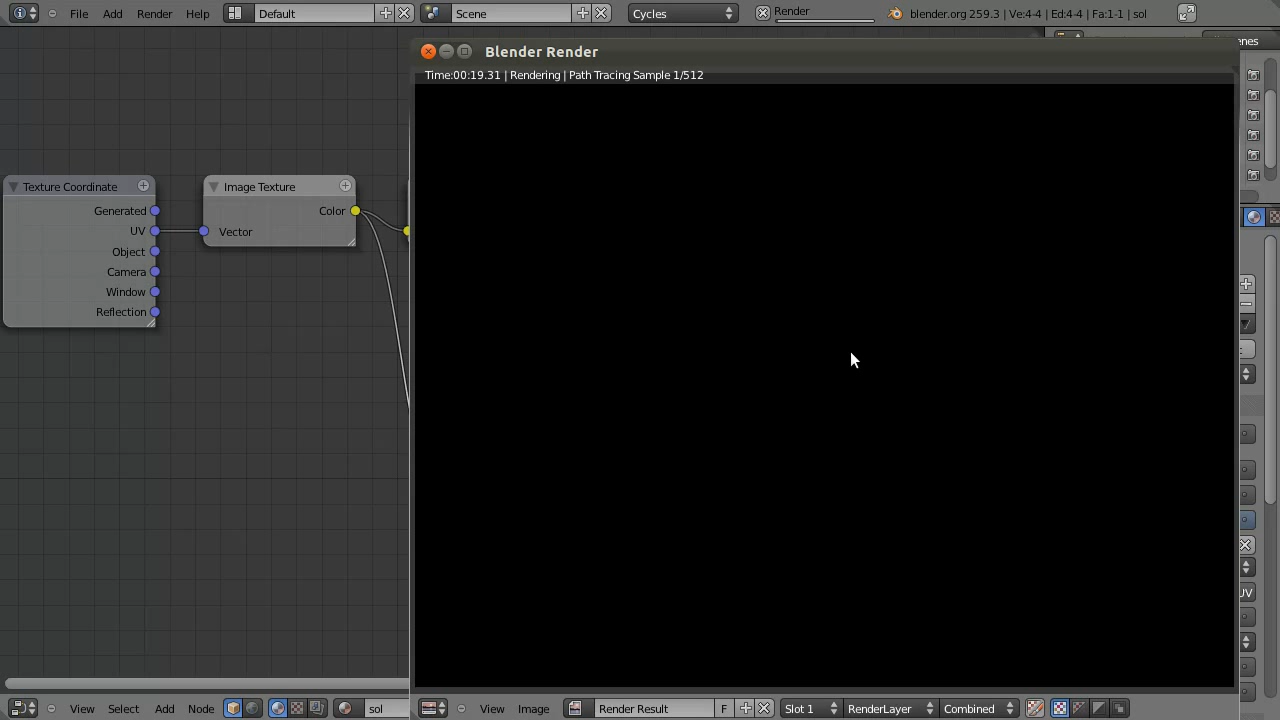 File Add Render Help Default Scene Cycles Render blender.org 259.3 | Ve:4-4 | Ed:4-4 | Fa:1-1 | sol
Blender Render
Time:00:19.31 | Rendering | Path Tracing Sample 1/512
Texture Coordinate
Generated
UV
Object
Camera
Window
Reflection
Image Texture
Color
Vector
enes
UV
View Select Add Node sol
View Image Render Result F Slot 1 RenderLayer Combined